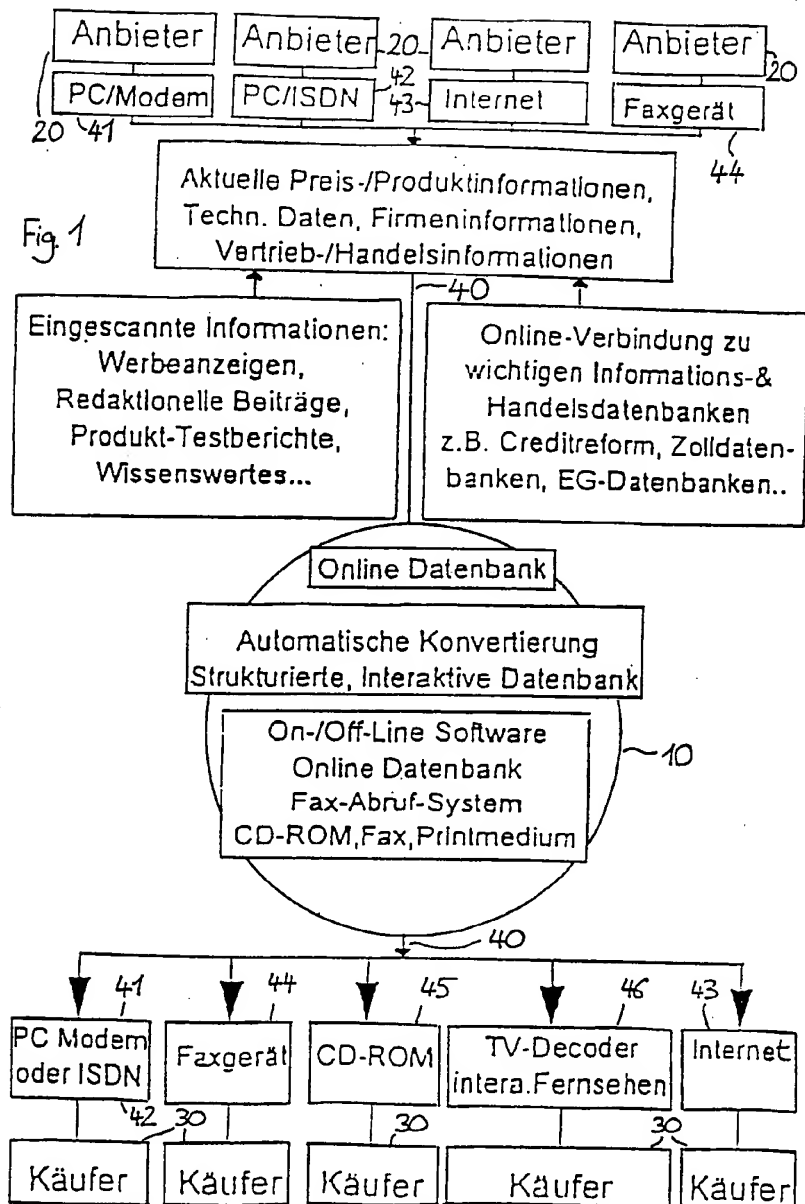 Anbieter Anbieter 20 Anbieter Anbieter
20 PC/Modem 41 PC/ISDN 42 43 Internet Faxgerät 20
44
Aktuelle Preis-/Produktinformationen,
Techn. Daten, Firmeninformationen,
Vertrieb-/Handelsinformationen
Fig. 1
40
Eingescannte Informationen:
Werbeanzeigen,
Redaktionelle Beiträge,
Produkt-Testberichte,
Wissenswertes...
Online-Verbindung zu
wichtigen Informations-&
Handelsdatenbanken
z.B. Creditreform, Zolldaten-
banken, EG-Datenbanken..
Online Datenbank
Automatische Konvertierung
Strukturierte, Interaktive Datenbank
On-/Off-Line Software
Online Datenbank
Fax-Abruf-System
CD-ROM,Fax,Printmedium
10
40
41 44 45 46 43
PC Modem
oder ISDN
42
Faxgerät
CD-ROM
TV-Decoder
intera.Fernsehen
Internet
30 30 30 30
Käufer Käufer Käufer Käufer Käufer